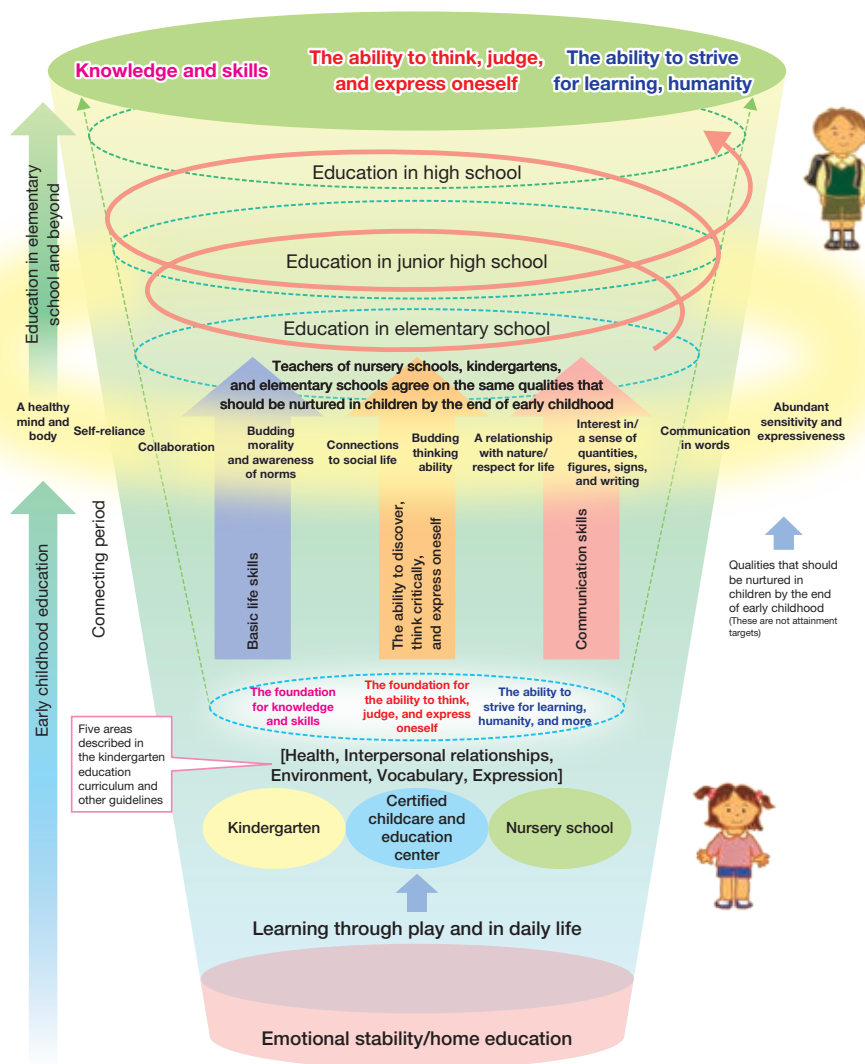 Knowledge and skills
The ability to think, judge,
and express oneself
The ability to strive
for learning, humanity
Education in elementary
school and beyond
Education in high school
Education in junior high school
Education in elementary school
Teachers of nursery schools, kindergartens,
and elementary schools agree on the same qualities that
should be nurtured in children by the end of early childhood
A healthy
mind and
body
Self-reliance
Collaboration
Budding
morality
and awareness
of norms
Connections
to social life
Budding
thinking
ability
A relationship
with nature/
respect for life
Interest in/
a sense of
quantities,
figures, signs,
and writing
Communication
in words
Abundant
sensitivity and
expressiveness
Early childhood education
Connecting period
Basic life skills
The ability to discover,
think critically,
and express oneself
Communication skills
Qualities that should
be nurtured in
children by the end
of early childhood
(These are not attainment
targets)
The foundation
for knowledge
and skills
The foundation for
the ability to think,
judge, and express
oneself
The ability to
strive for learning,
humanity, and more
Five areas
described in
the kindergarten
education
curriculum and
other guidelines
[Health, Interpersonal relationships,
Environment, Vocabulary, Expression]
Kindergarten
Certified
childcare and
education
center
Nursery school
Learning through play and in daily life
Emotional stability/home education